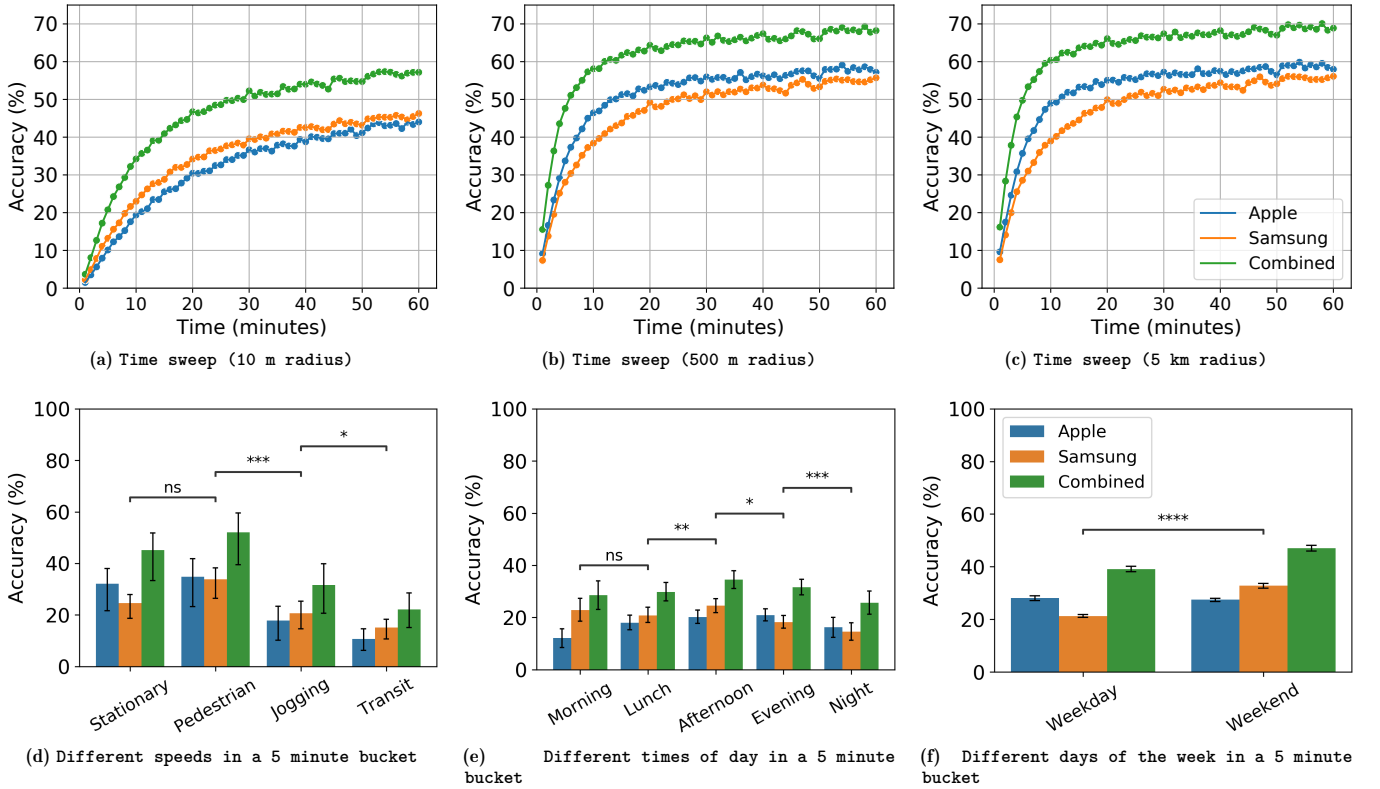 70
60
50
40
30
20
10
0
Accuracy (%)
0 10 20 30 40 50 60
Time (minutes)
(a) Time sweep (10 m radius)
70
60
50
40
30
20
10
0
Accuracy (%)
0 10 20 30 40 50 60
Time (minutes)
(b) Time sweep (500 m radius)
70
60
50
40
30
20
10
0
Accuracy (%)
Apple
Samsung
Combined
0 10 20 30 40 50 60
Time (minutes)
(c) Time sweep (5 km radius)
100
80
60
40
20
0
Accuracy (%)
ns
***
*
Stationary
Pedestrian
Jogging
Transit
(d) Different speeds in a 5 minute bucket
100
80
60
40
20
0
Accuracy (%)
ns
**
*
***
Morning
Lunch
Afternoon
Evening
Night
(e) Different times of day in a 5 minute
bucket
100
80
60
40
20
0
Accuracy (%)
Apple
Samsung
Combined
****
Weekday
Weekend
(f) Different days of the week in a 5 minute
bucket